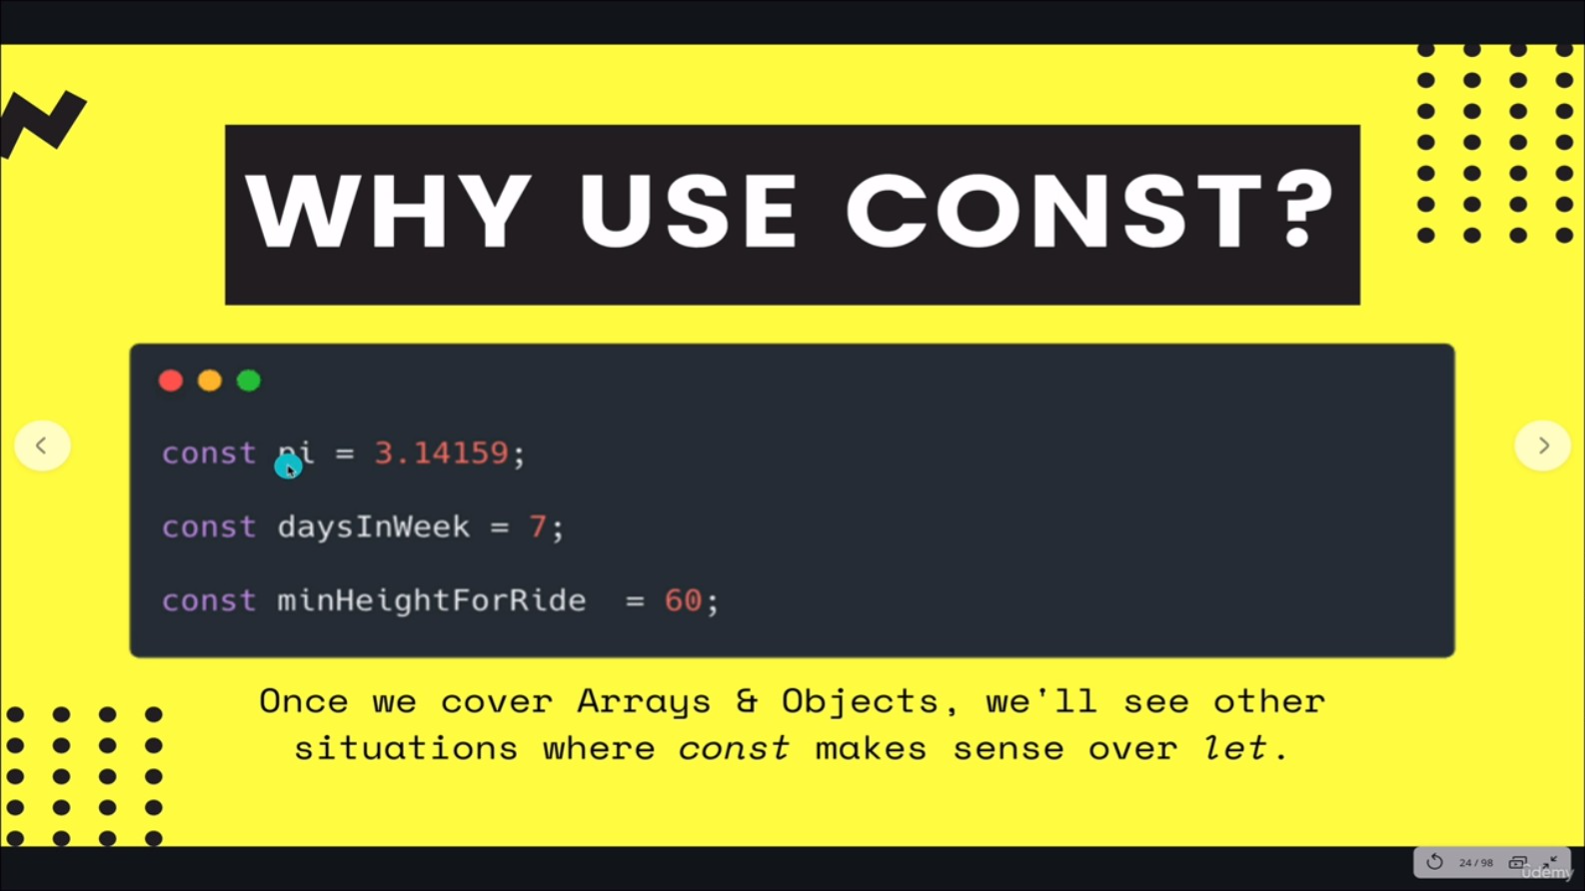 WHY USE CONST?
const pi = 3.14159;
const daysInWeek = 7;
const minHeightForRide  = 60;
Once we cover Arrays & Objects, we'll see other
situations where const makes sense over let.
24 / 98
ûdemy